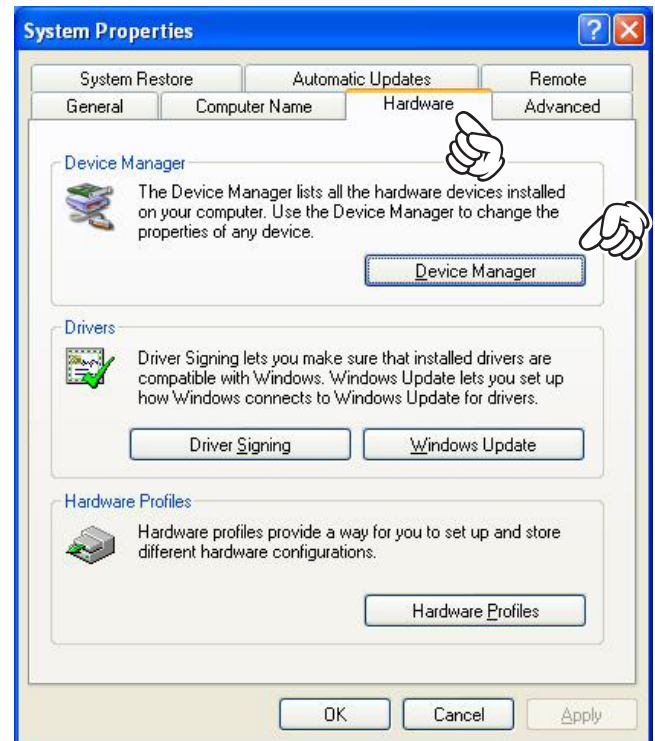 System Properties
System Restore Automatic Updates Remote
General Computer Name Hardware Advanced
Device Manager
The Device Manager lists all the hardware devices installed
on your computer. Use the Device Manager to change the
properties of any device.
Device Manager
Drivers
Driver Signing lets you make sure that installed drivers are
compatible with Windows. Windows Update lets you set up
how Windows connects to Windows Update for drivers.
Driver Signing Windows Update
Hardware Profiles
Hardware profiles provide a way for you to set up and store
different hardware configurations.
Hardware Profiles
OK Cancel Apply